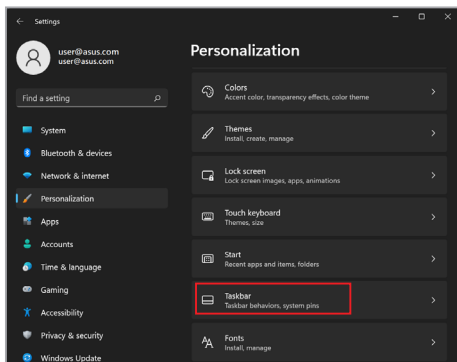 Settings
user@asus.com
user@asus.com
Find a setting
System
Bluetooth & devices
Network & internet
Personalization
Apps
Accounts
Time & language
Gaming
Accessibility
Privacy & security
Windows Update
Personalization
Colors
Accent color, transparency effects, color theme
Themes
Install, create, manage
Lock screen
Lock screen images, apps, animations
Touch keyboard
Themes, size
Start
Recent apps and items, folders
Taskbar
Taskbar behaviors, system pins
Fonts
Install, manage